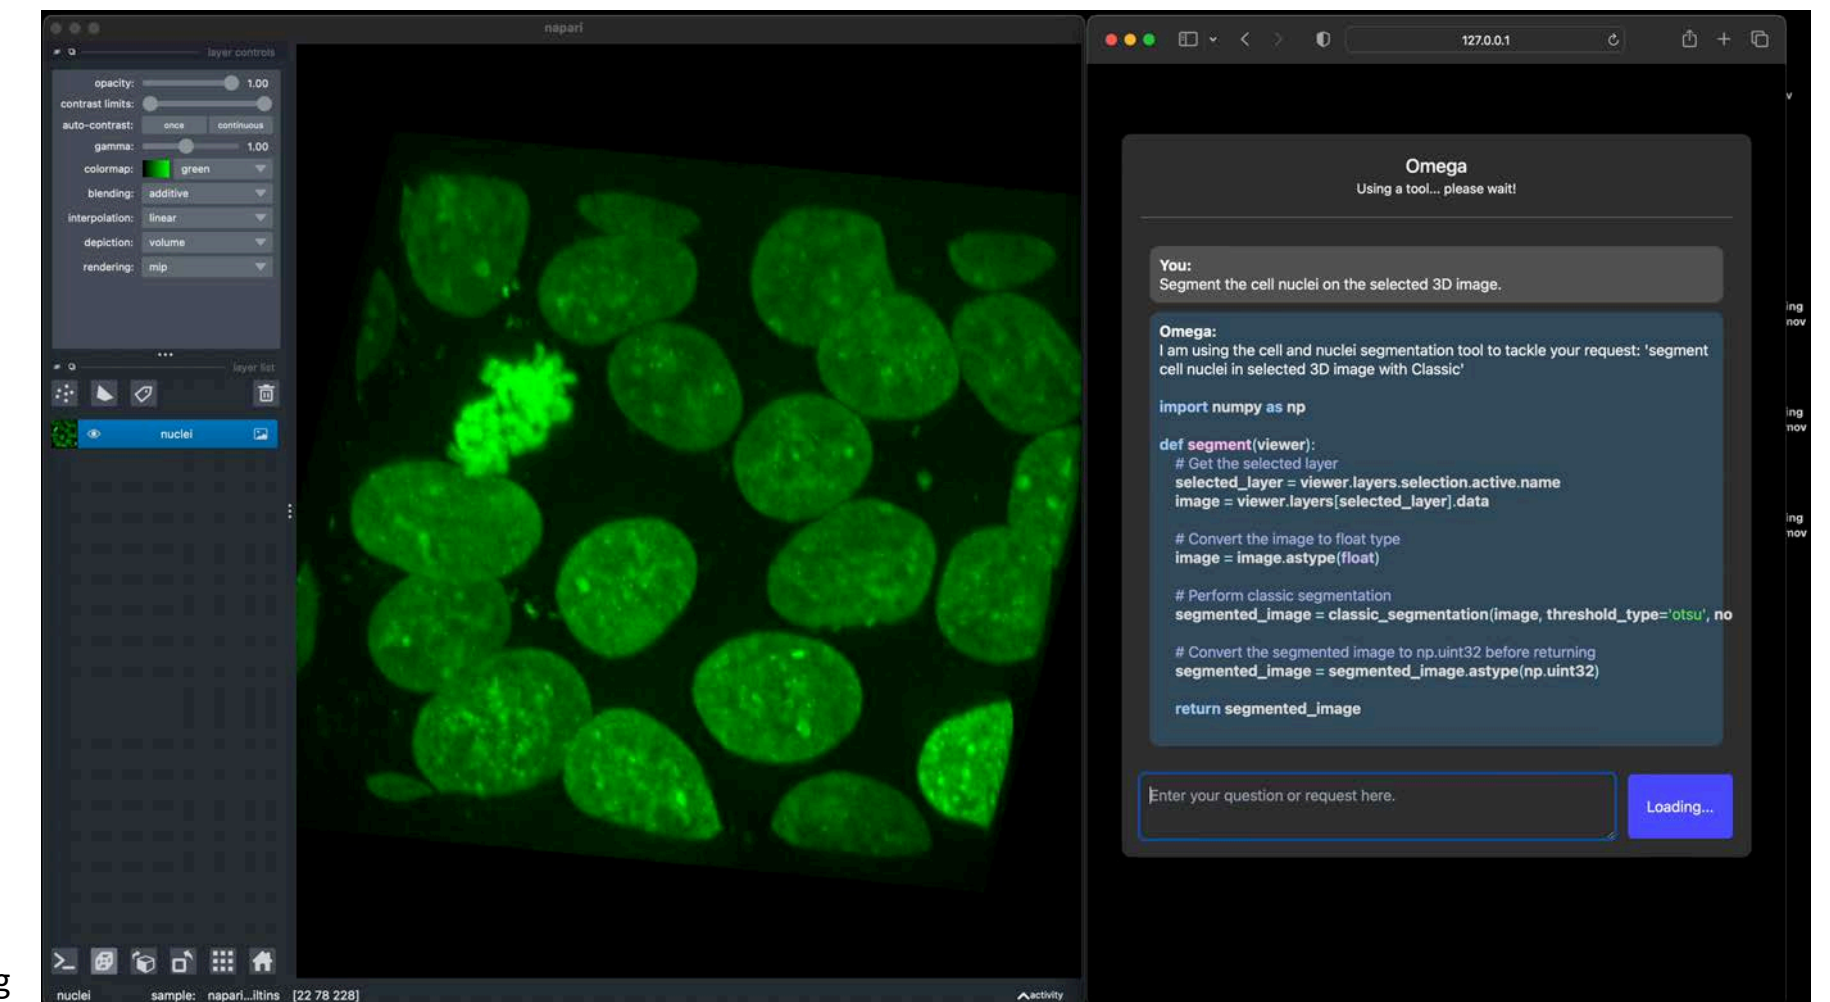 napari
layer controls
opacity: 1.00
contrast limits:
auto-contrast: once continuous
gamma: 1.00
colormap: green
blending: additive
interpolation: linear
depiction: volume
rendering: mip
layer list
nuclei
nuclei sample: napari...iltins [22 78 228]
activity
g
127.0.0.1
Omega
Using a tool... please wait!
You:
Segment the cell nuclei on the selected 3D image.
Omega:
I am using the cell and nuclei segmentation tool to tackle your request: 'segment
cell nuclei in selected 3D image with Classic'
import numpy as np
def segment(viewer):
# Get the selected layer
selected_layer = viewer.layers.selection.active.name
image = viewer.layers[selected_layer].data
# Convert the image to float type
image = image.astype(float)
# Perform classic segmentation
segmented_image = classic_segmentation(image, threshold_type='otsu', no
# Convert the segmented image to np.uint32 before returning
segmented_image = segmented_image.astype(np.uint32)
return segmented_image
Enter your question or request here.
Loading...
v
ing
mov
ing
mov
ing
mov